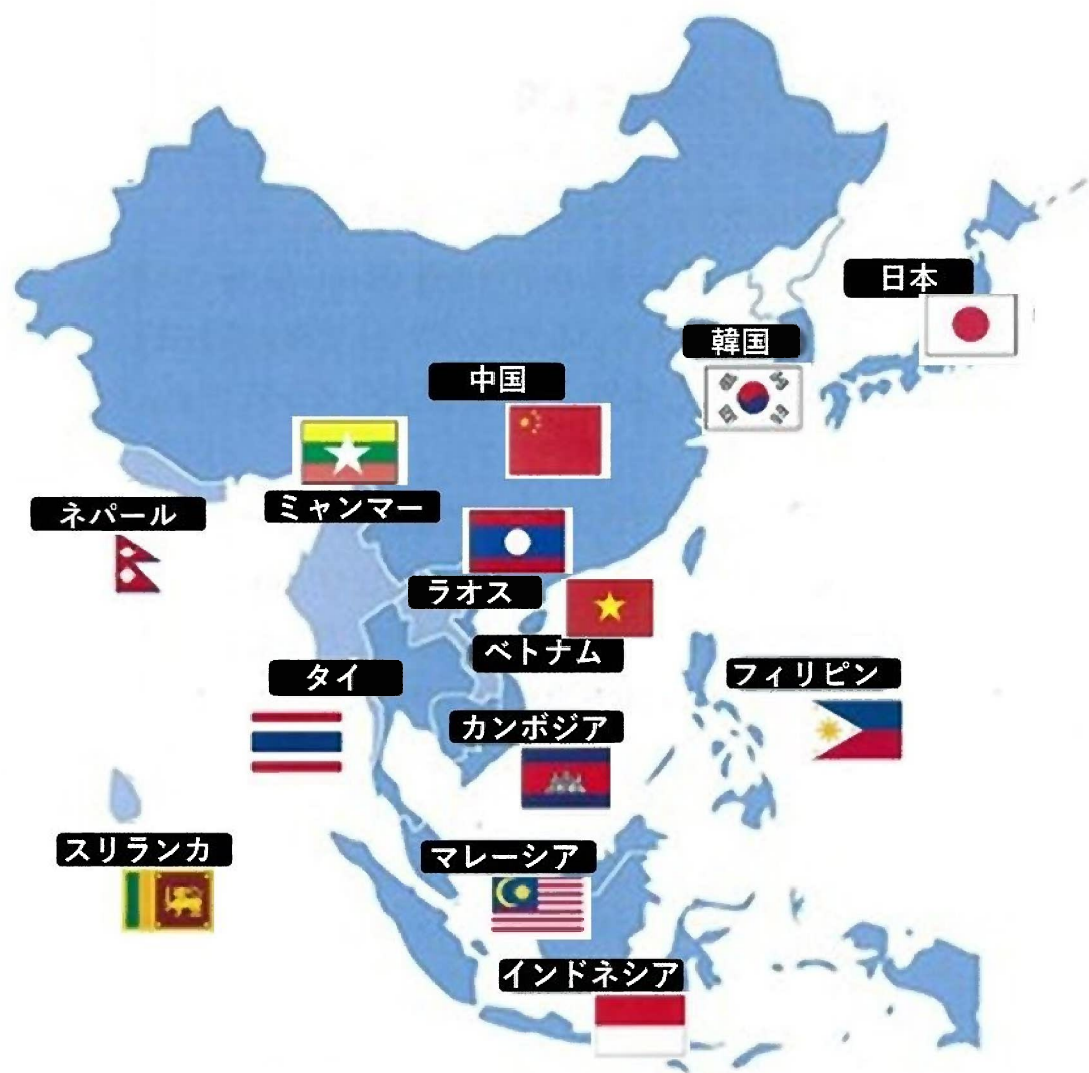 日本
韓国
中国
ネパール
ミャンマー
ラオス
ベトナム
タイ
フィリピン
カンボジア
スリランカ
マレーシア
インドネシア